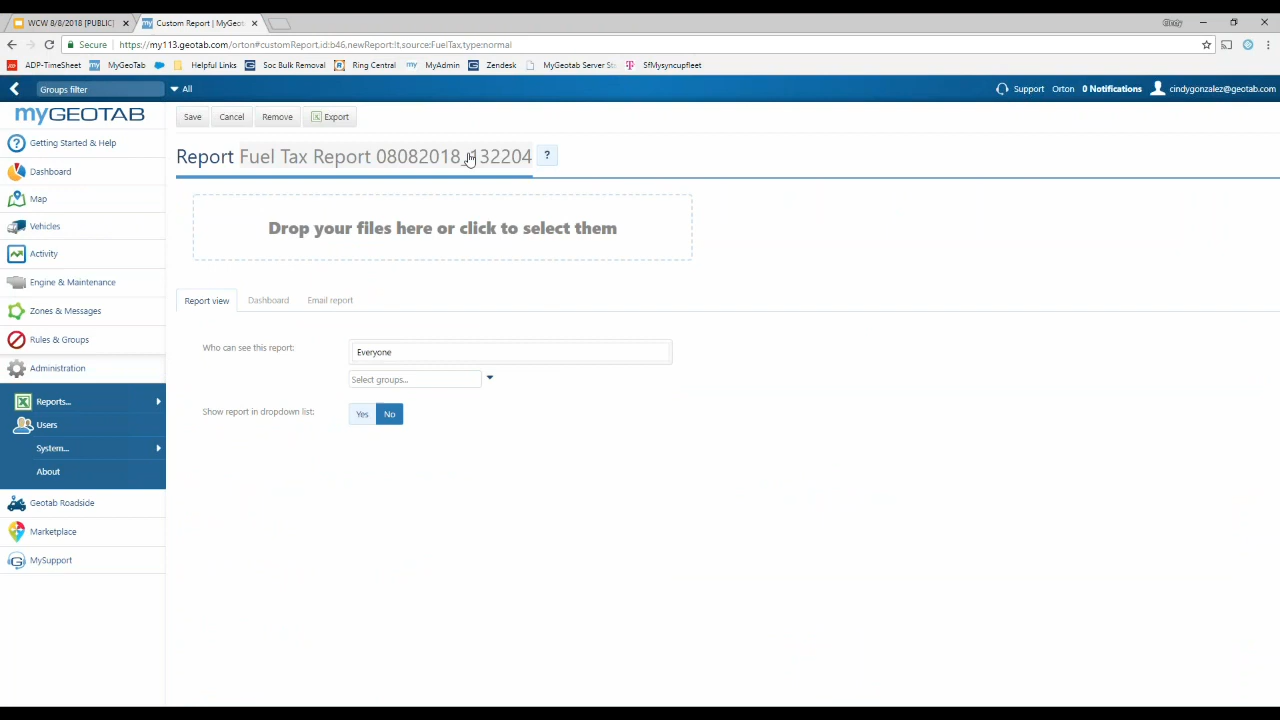 WCW 8/8/2018 [PUBLIC]
Custom Report | MyGeot
Cindy
Secure
https://my113.geotab.com/orton#customReport,id:b46,newReport:!t,source:FuelTax,type:normal
ADP-TimeSheet
MyGeoTab
Helpful Links
Soc Bulk Removal
Ring Central
my
MyAdmin
Zendesk
MyGeotab Server St
SfMysyncupfleet
Groups filter
All
Support
Orton
0 Notifications
cindygonzalez@geotab.com
myGEOTAB
Save
Cancel
Remove
Export
Getting Started & Help
Dashboard
Map
Vehicles
Activity
Engine & Maintenance
Zones & Messages
Rules & Groups
Administration
Reports...
Users
System...
About
Geotab Roadside
Marketplace
MySupport
Report Fuel Tax Report 08082018_132204
?
Drop your files here or click to select them
Report view
Dashboard
Email report
Who can see this report:
Everyone
Select groups...
Show report in dropdown list:
Yes
No